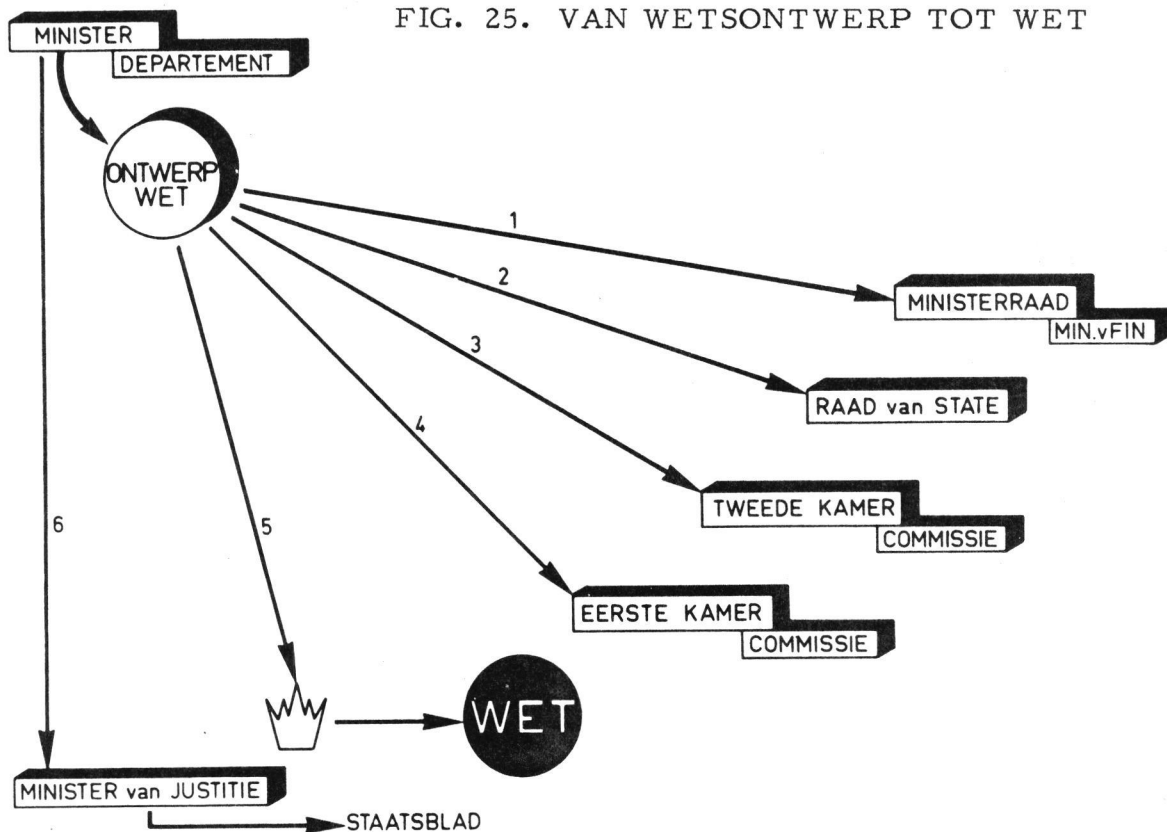 FIG. 25. VAN WETSONTWERP TOT WET
MINISTER
DEPARTEMENT
ONTWERP
WET
1
2
3
4
5
6
MINISTERRAAD
MIN.vFIN
RAAD van STATE
TWEEDE KAMER
COMMISSIE
EERSTE KAMER
COMMISSIE
WET
MINISTER van JUSTITIE
STAATSBLAD